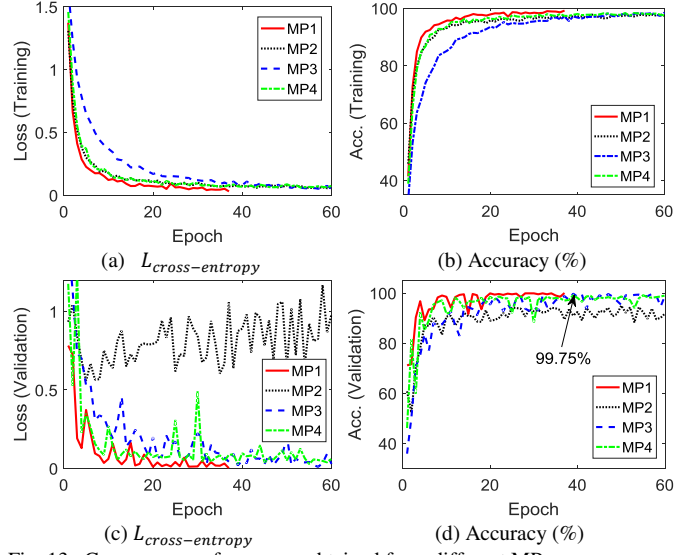 Loss (Training)
1.5
1
0.5
0
0
20
40
60
MP1
MP2
MP3
MP4
Epoch
(a) L_cross−entropy
Acc. (Training)
100
80
60
40
0
20
40
60
MP1
MP2
MP3
MP4
Epoch
(b) Accuracy (%)
Loss (Validation)
1
0.5
0
0
20
40
60
MP1
MP2
MP3
MP4
Epoch
(c) L_cross−entropy
Acc. (Validation)
100
80
60
40
0
20
40
60
99.75%
MP1
MP2
MP3
MP4
Epoch
(d) Accuracy (%)